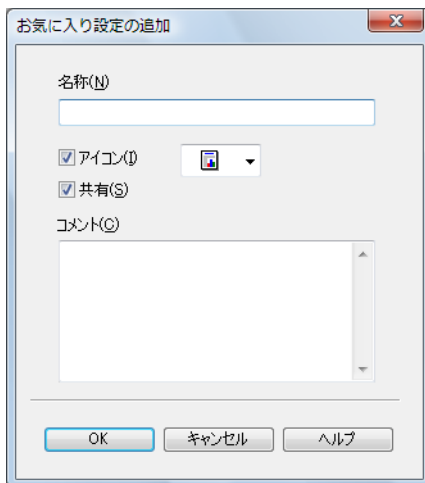 お気に入り設定の追加
名称(N)
アイコン(I)
共有(S)
コメント(C)
OK キャンセル ヘルプ